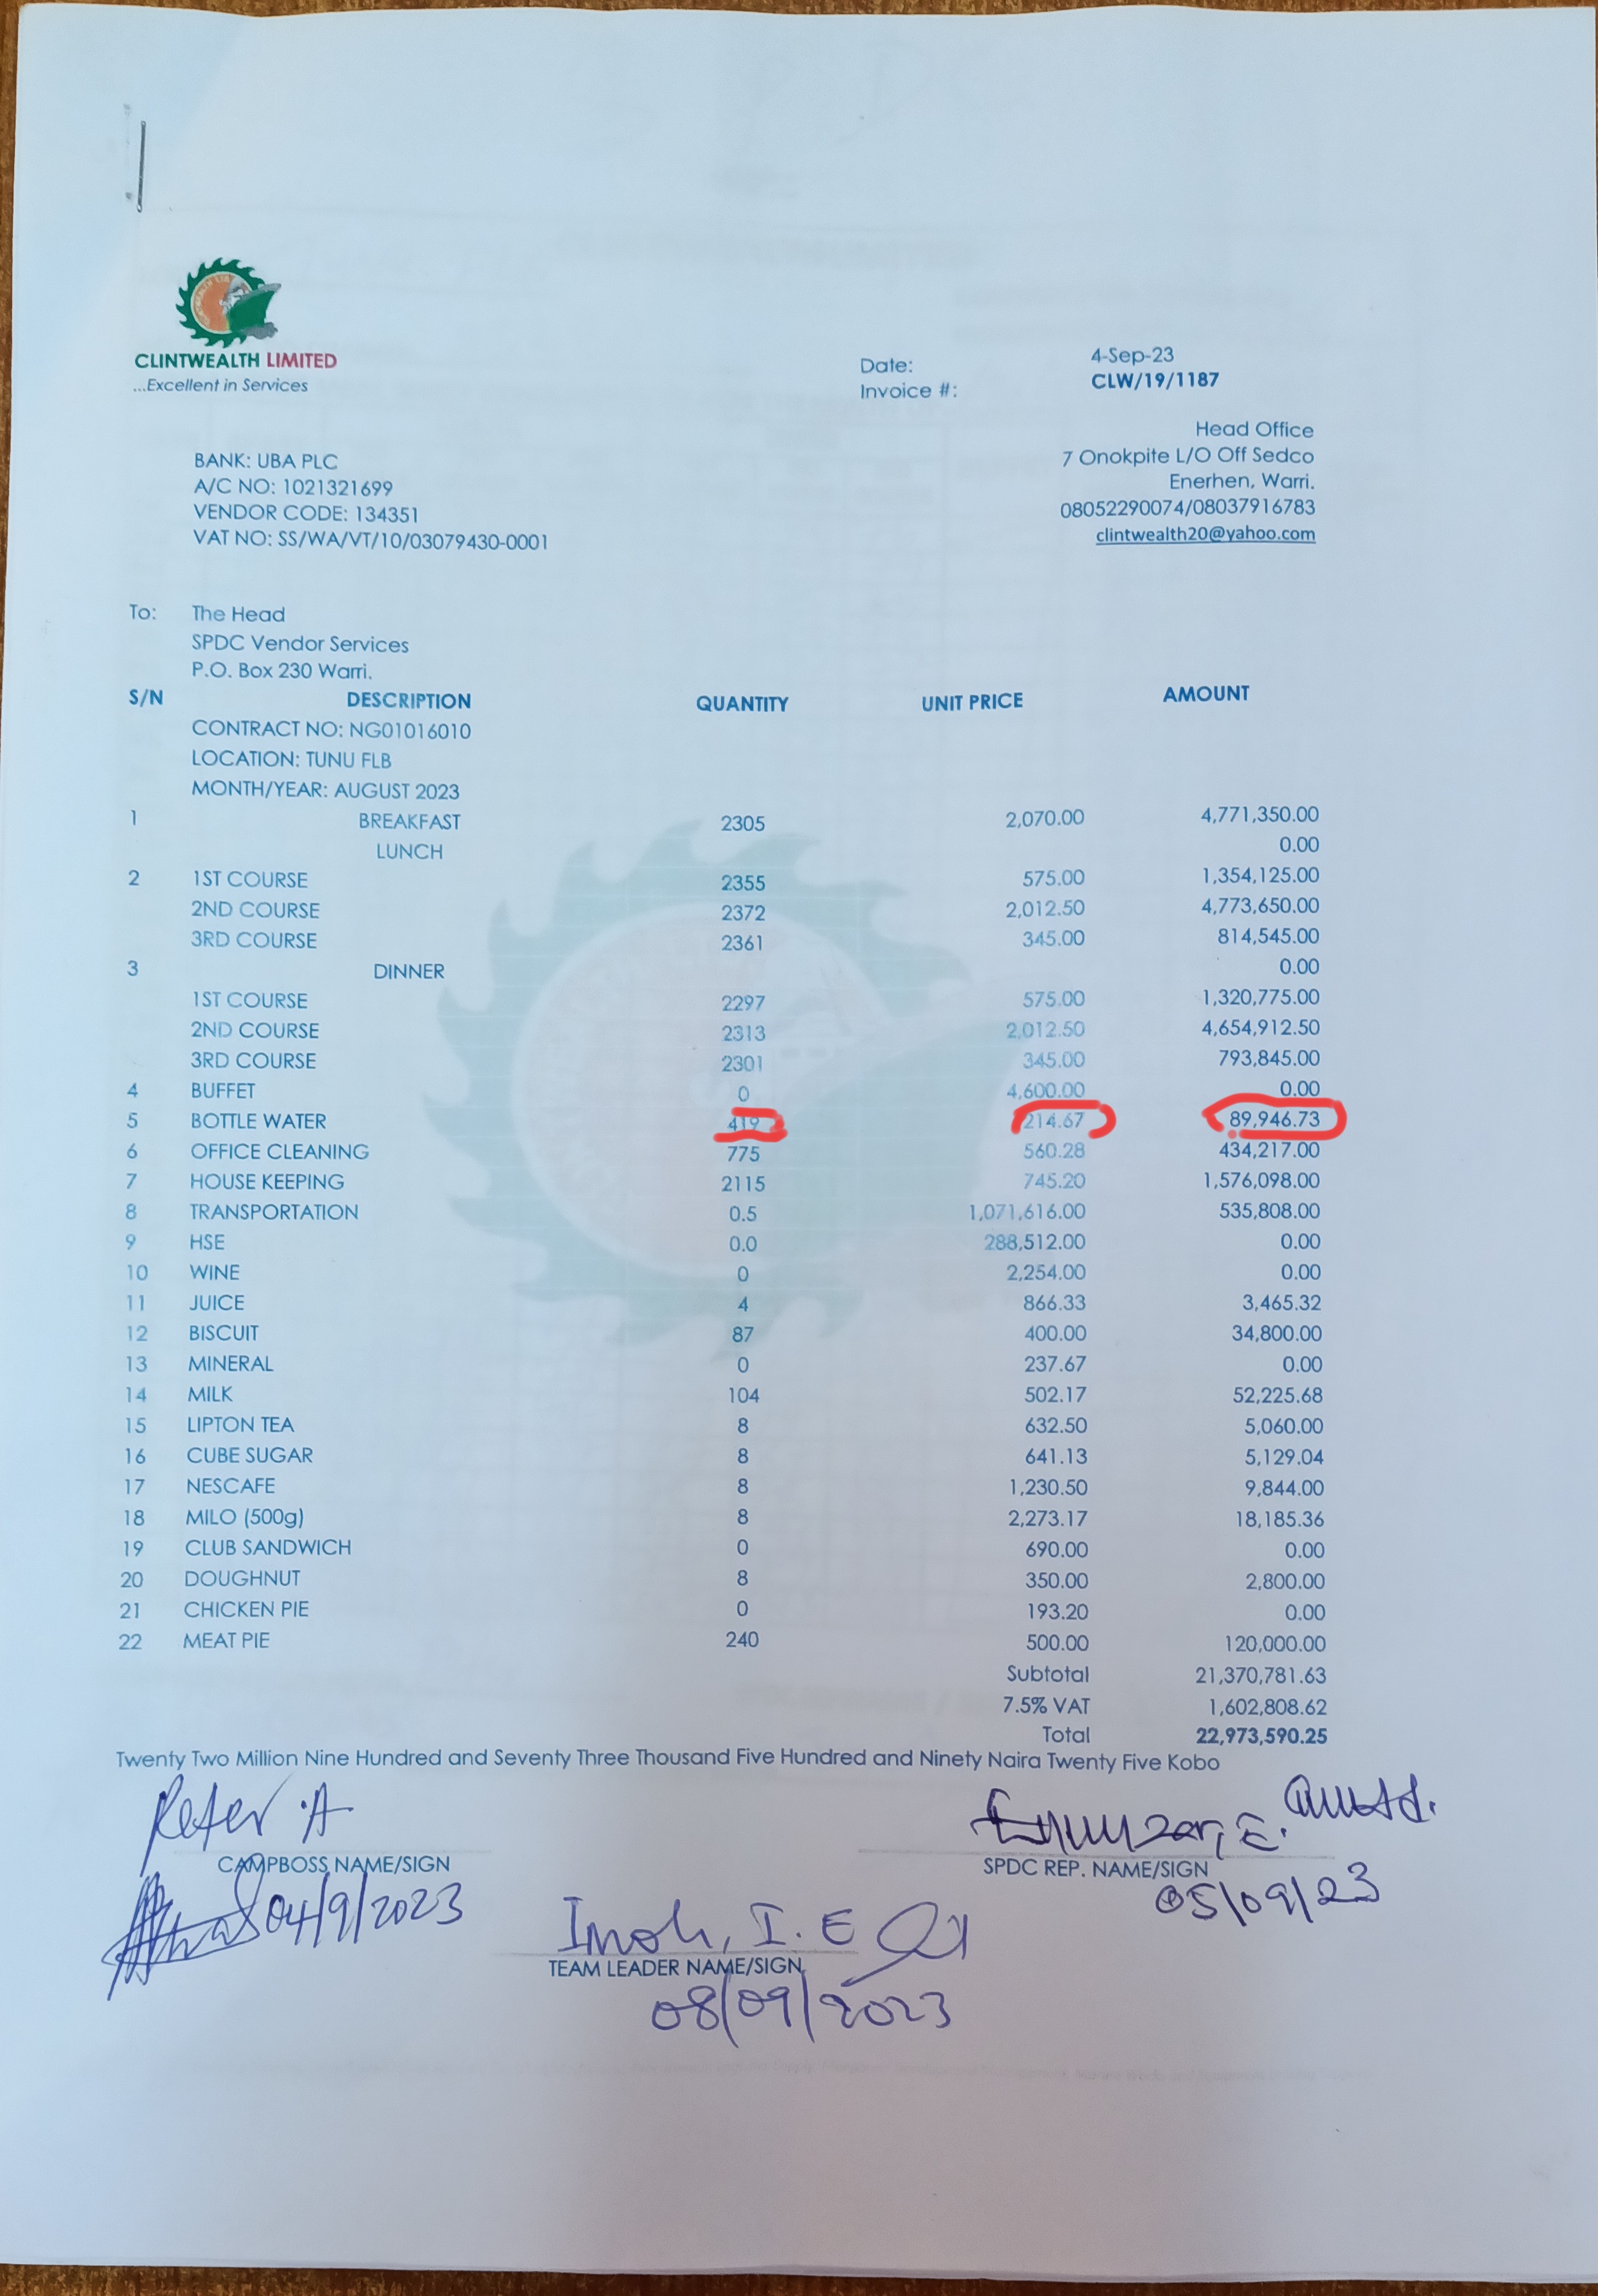 CLINTWEALTH LIMITED
...Excellent in Services
Date: 4-Sep-23
Invoice #: CLW/19/1187
Head Office
7 Onokpite L/O Off Sedco
Enerhen, Warri.
08052290074/08037916783
clintwealth20@yahoo.com
BANK: UBA PLC
A/C NO: 1021321699
VENDOR CODE: 134351
VAT NO: SS/WA/VT/10/03079430-0001
To: The Head
SPDC Vendor Services
P.O. Box 230 Warri.
S/N DESCRIPTION QUANTITY UNIT PRICE AMOUNT
CONTRACT NO: NG01016010
LOCATION: TUNU FLB
MONTH/YEAR: AUGUST 2023
1 BREAKFAST 2305 2,070.00 4,771,350.00
LUNCH 0.00
2 1ST COURSE 2355 575.00 1,354,125.00
2ND COURSE 2372 2,012.50 4,773,650.00
3RD COURSE 2361 345.00 814,545.00
3 DINNER 0.00
1ST COURSE 2297 575.00 1,320,775.00
2ND COURSE 2313 2,012.50 4,654,912.50
3RD COURSE 2301 345.00 793,845.00
4 BUFFET 0 4,600.00 0.00
5 BOTTLE WATER 419 214.67 89,946.73
6 OFFICE CLEANING 775 560.28 434,217.00
7 HOUSE KEEPING 2115 745.20 1,576,098.00
8 TRANSPORTATION 0.5 1,071,616.00 535,808.00
9 HSE 0.0 288,512.00 0.00
10 WINE 0 2,254.00 0.00
11 JUICE 4 866.33 3,465.32
12 BISCUIT 87 400.00 34,800.00
13 MINERAL 0 237.67 0.00
14 MILK 104 502.17 52,225.68
15 LIPTON TEA 8 632.50 5,060.00
16 CUBE SUGAR 8 641.13 5,129.04
17 NESCAFE 8 1,230.50 9,844.00
18 MILO (500g) 8 2,273.17 18,185.36
19 CLUB SANDWICH 0 690.00 0.00
20 DOUGHNUT 8 350.00 2,800.00
21 CHICKEN PIE 0 193.20 0.00
22 MEAT PIE 240 500.00 120,000.00
Subtotal 21,370,781.63
7.5% VAT 1,602,808.62
Total 22,973,590.25
Twenty Two Million Nine Hundred and Seventy Three Thousand Five Hundred and Ninety Naira Twenty Five Kobo
Peter .A
CAMPBOSS NAME/SIGN
SPDC REP. NAME/SIGN
04/9/2023
05/09/23
Imoh, I. E
TEAM LEADER NAME/SIGN
08/09/2023